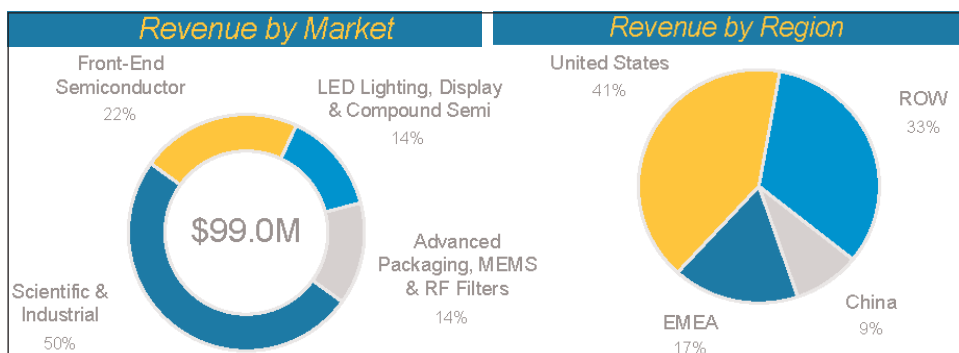 Revenue by Market
Front-End
Semiconductor
22%
LED Lighting, Display
& Compound Semi
14%
$99.0M
Scientific &
Industrial
50%
Advanced
Packaging, MEMS
& RF Filters
14%
Revenue by Region
United States
41%
ROW
33%
EMEA
17%
China
9%